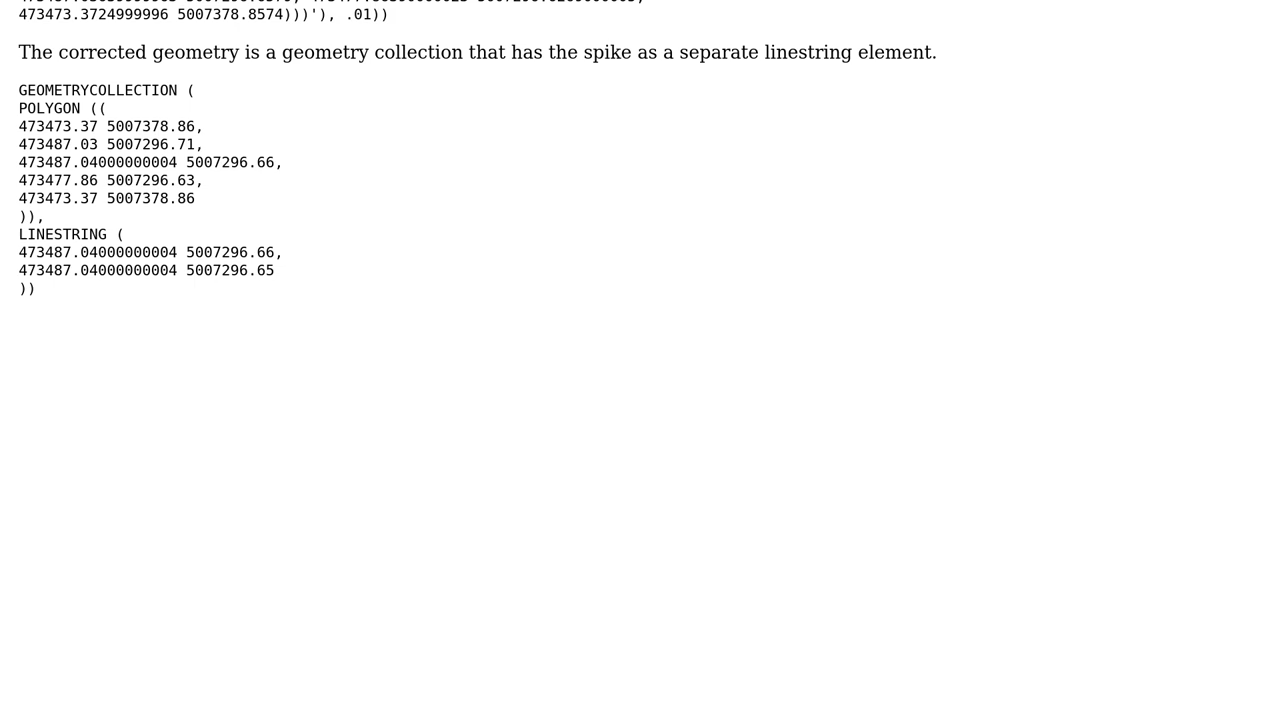 473473.3724999996 5007378.8574)))'), .01))
The corrected geometry is a geometry collection that has the spike as a separate linestring element.
GEOMETRYCOLLECTION (
POLYGON ((
473473.37 5007378.86,
473487.03 5007296.71,
473487.04000000004 5007296.66,
473477.86 5007296.63,
473473.37 5007378.86
)),
LINESTRING (
473487.04000000004 5007296.66,
473487.04000000004 5007296.65
))